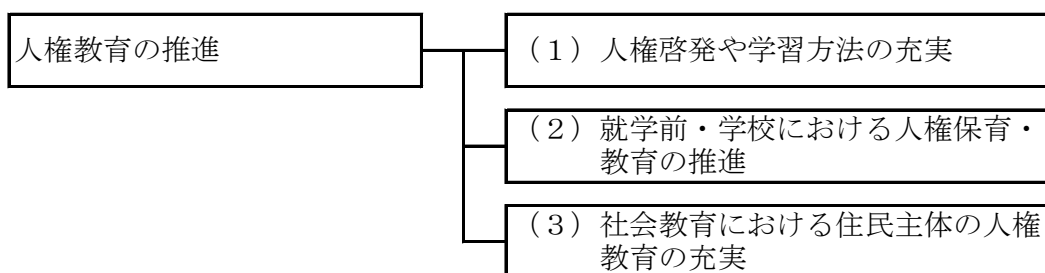 人権教育の推進
（１）人権啓発や学習方法の充実
（２）就学前・学校における人権保育・
教育の推進
（３）社会教育における住民主体の人権
教育の充実